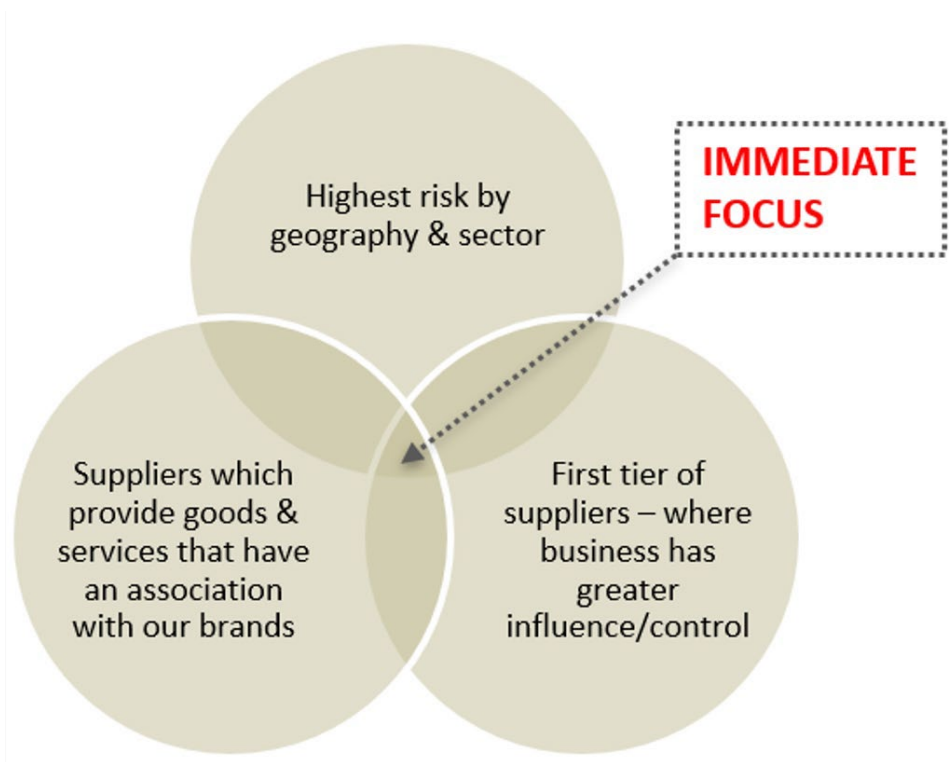 Highest risk by
geography & sector
IMMEDIATE
FOCUS
Suppliers which
provide goods &
services that have
an association
with our brands
First tier of
suppliers – where
business has
greater
influence/control